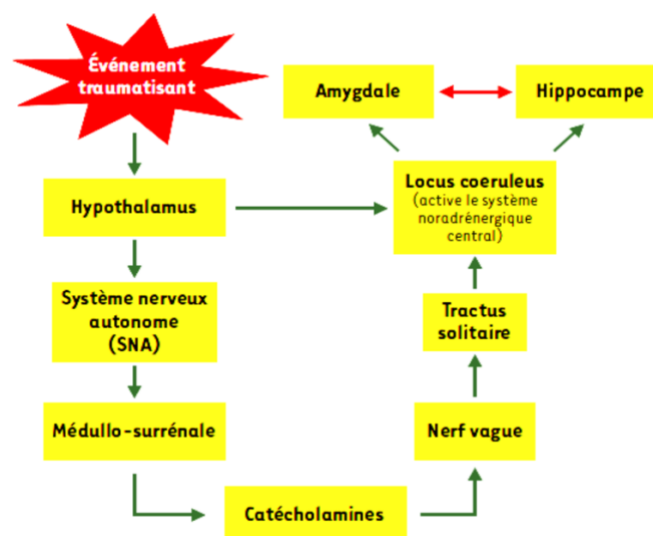 Événement
traumatisant
Amygdale
Hippocampe
Hypothalamus
Locus coeruleus
(active le système
noradrénergique
central)
Système nerveux
autonome
(SNA)
Tractus
solitaire
Médullo-surrénale
Nerf vague
Catécholamines